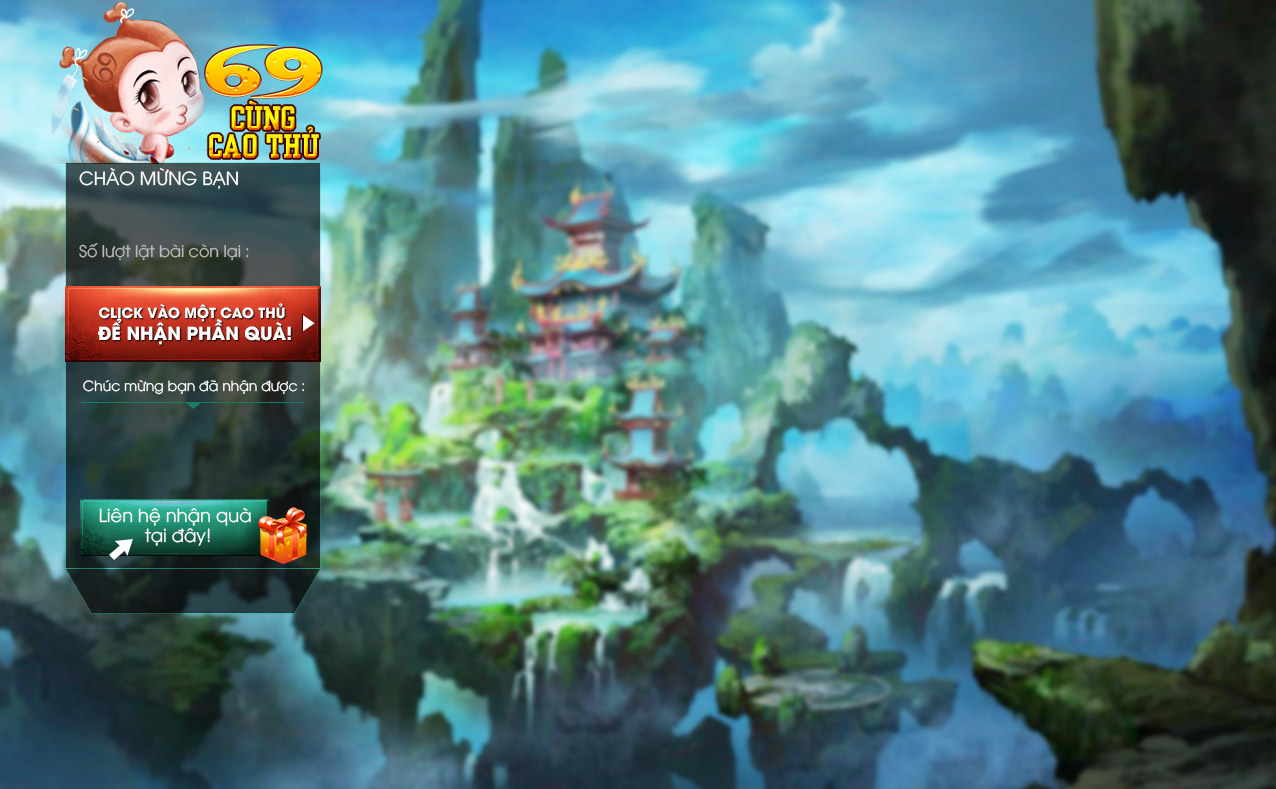 69
69
CÙNG
CAO THỦ
CHÀO MỪNG BẠN
Số lượt lật bài còn lại :
CLICK VÀO MỘT CAO THỦ
ĐỂ NHẬN PHẦN QUÀ!
Chúc mừng bạn đã nhận được :
Liên hệ nhận quà
tại đây!